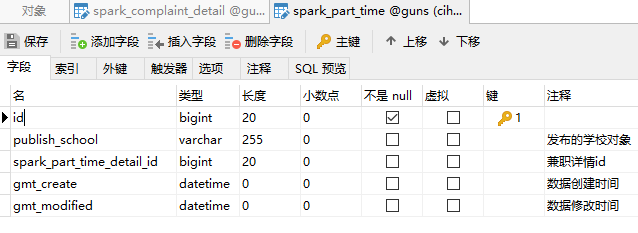 对象 spark_complaint_detail @gu... spark_part_time @guns (cih...
保存 添加字段 插入字段 删除字段 主键 上移 下移
字段 索引 外键 触发器 选项 注释 SQL 预览
名 类型 长度 小数点 不是 null 虚拟 键 注释
id bigint 20 0 1
publish_school varchar 255 0 发布的学校对象
spark_part_time_detail_id bigint 20 0 兼职详情id
gmt_create datetime 0 0 数据创建时间
gmt_modified datetime 0 0 数据修改时间